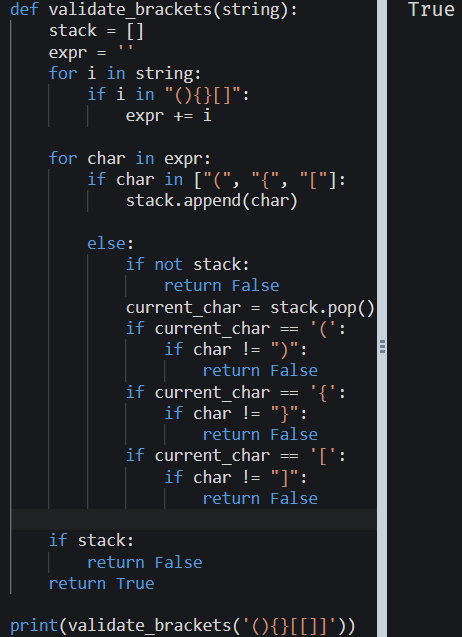 def validate_brackets(string):
    stack = []
    expr = ''
    for i in string:
        if i in "(){}[]":
            expr += i

    for char in expr:
        if char in ["(", "{", "["]:
            stack.append(char)

        else:
            if not stack:
                return False
            current_char = stack.pop()
            if current_char == '(':
                if char != ")":
                    return False
            if current_char == '{':
                if char != "}":
                    return False
            if current_char == '[':
                if char != "]":
                    return False

    if stack:
        return False
    return True

print(validate_brackets('(){}[[]]'))
True